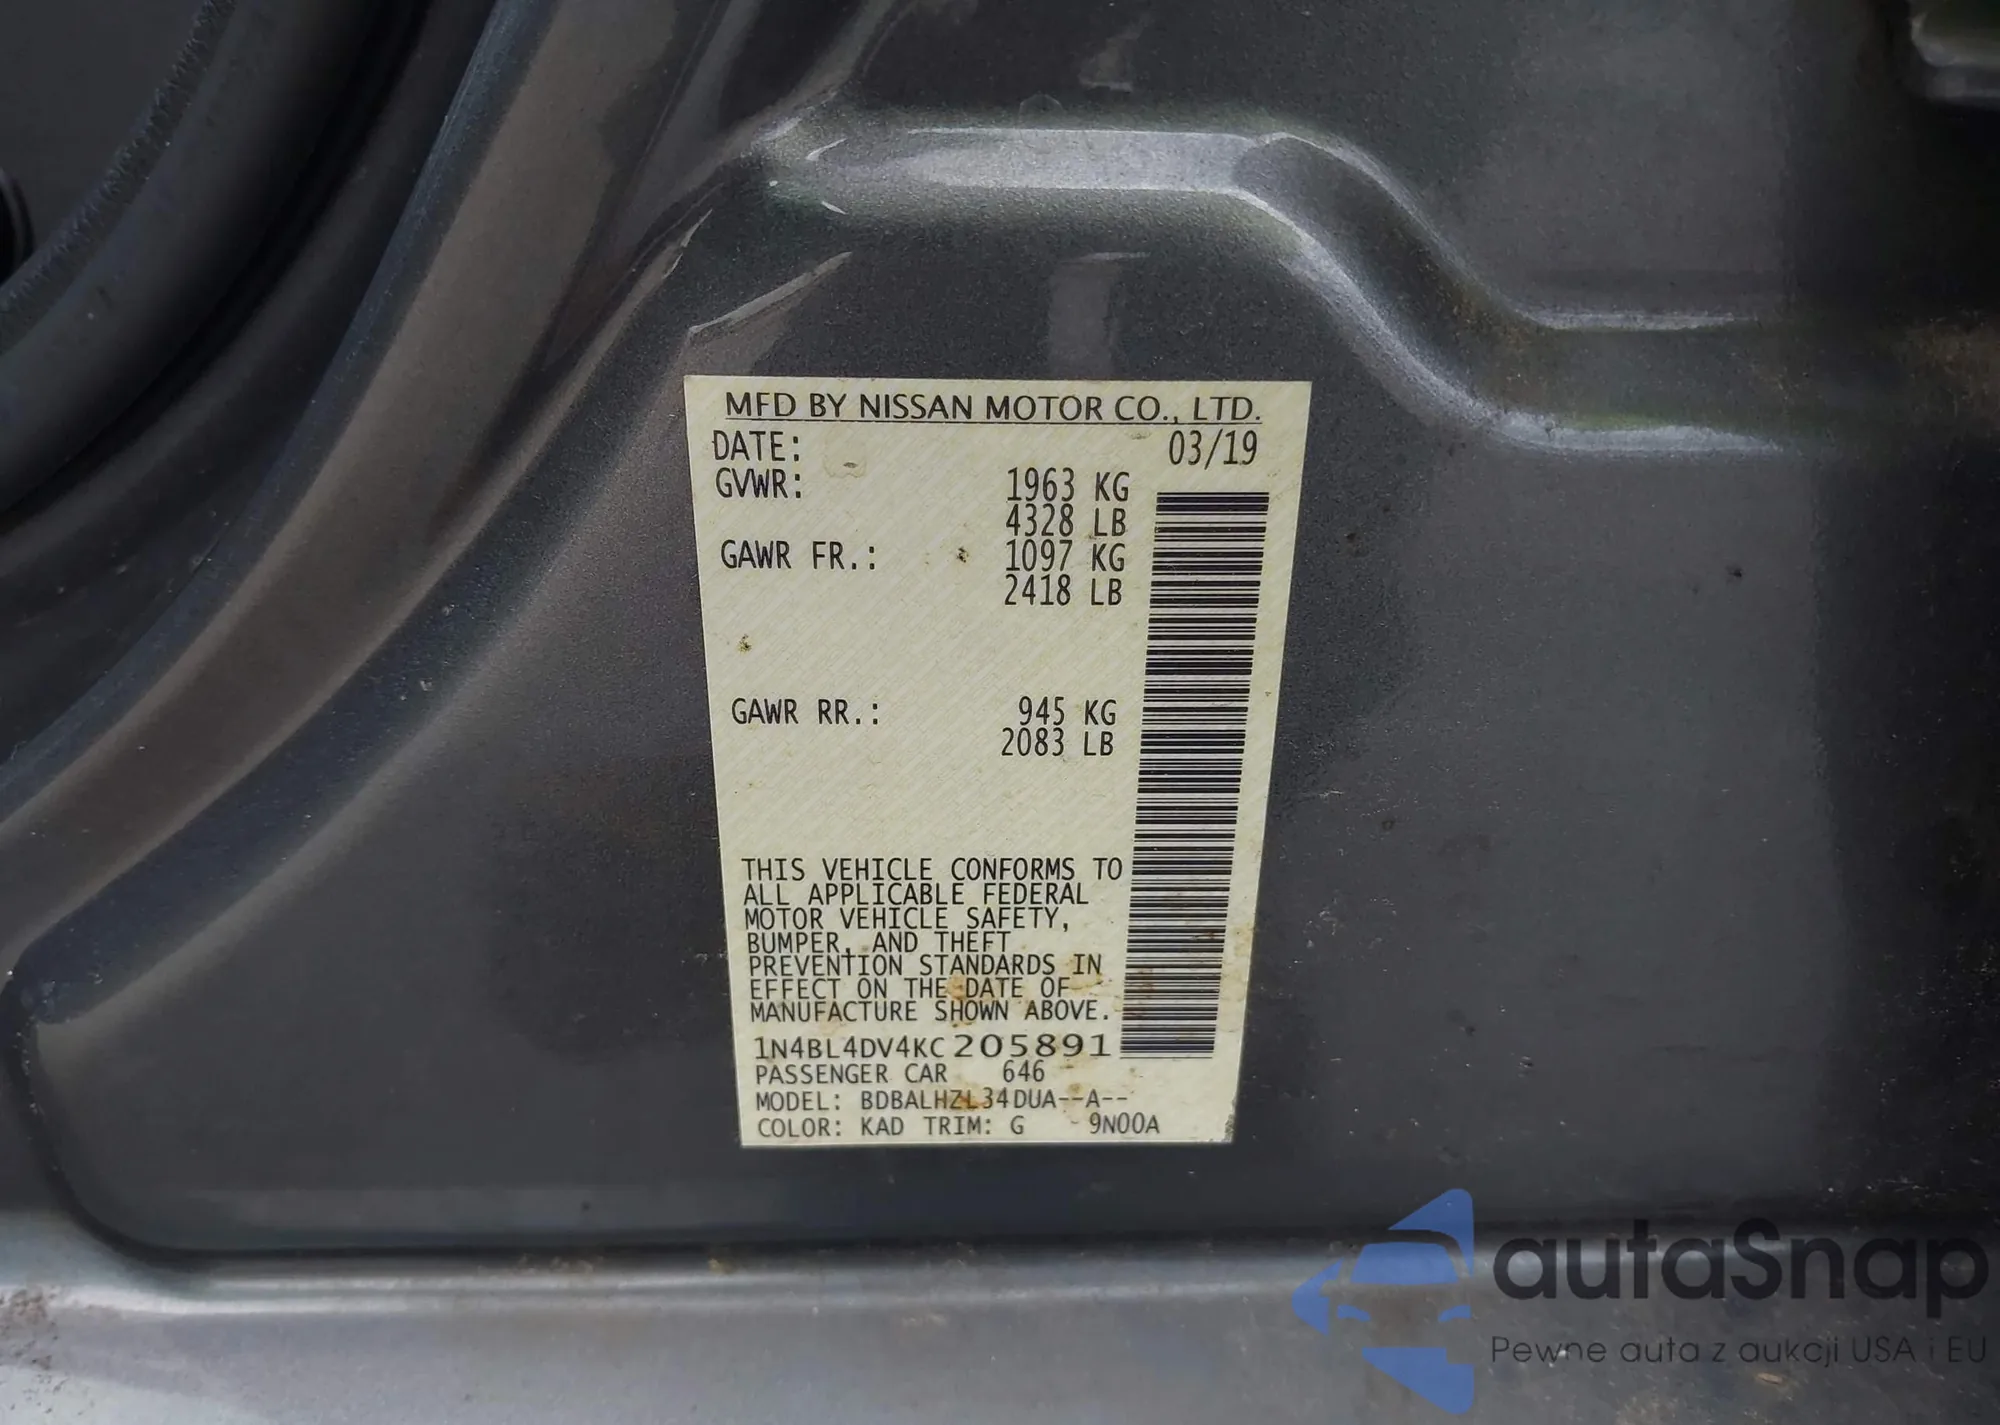 MFD BY NISSAN MOTOR CO., LTD.
DATE: 03/19
GVWR: 1963 KG
4328 LB
GAWR FR.: 1097 KG
2418 LB
GAWR RR.: 945 KG
2083 LB
THIS VEHICLE CONFORMS TO
ALL APPLICABLE FEDERAL
MOTOR VEHICLE SAFETY,
BUMPER, AND THEFT
PREVENTION STANDARDS IN
EFFECT ON THE DATE OF
MANUFACTURE SHOWN ABOVE.
1N4BL4DV4KC205891
PASSENGER CAR 646
MODEL: BDBALHZL34DUA--A--
COLOR: KAD TRIM: G 9N00A
autaSnap
Pewne auta z aukcji USA i EU